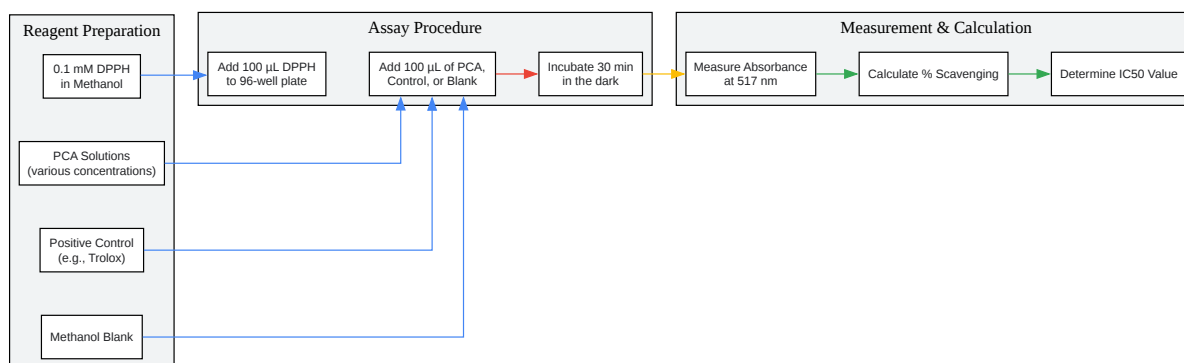 Reagent Preparation
0.1 mM DPPH
in Methanol
PCA Solutions
(various concentrations)
Positive Control
(e.g., Trolox)
Methanol Blank
Assay Procedure
Add 100 µL DPPH
to 96-well plate
Add 100 µL of PCA,
Control, or Blank
Incubate 30 min
in the dark
Measurement & Calculation
Measure Absorbance
at 517 nm
Calculate % Scavenging
Determine IC50 Value